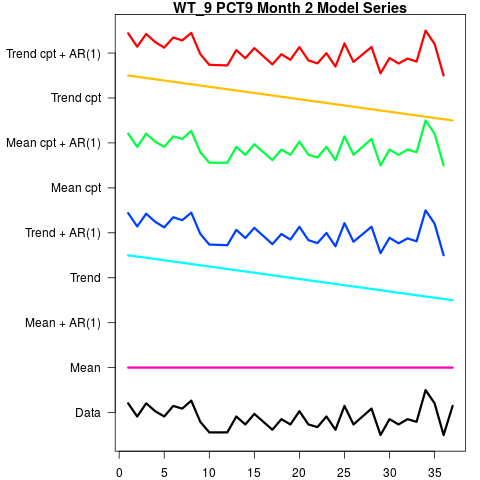 WT_9 PCT9 Month 2 Model Series
Trend cpt + AR(1)
Trend cpt
Mean cpt + AR(1)
Mean cpt
Trend + AR(1)
Trend
Mean + AR(1)
Mean
Data
0 5 10 15 20 25 30 35